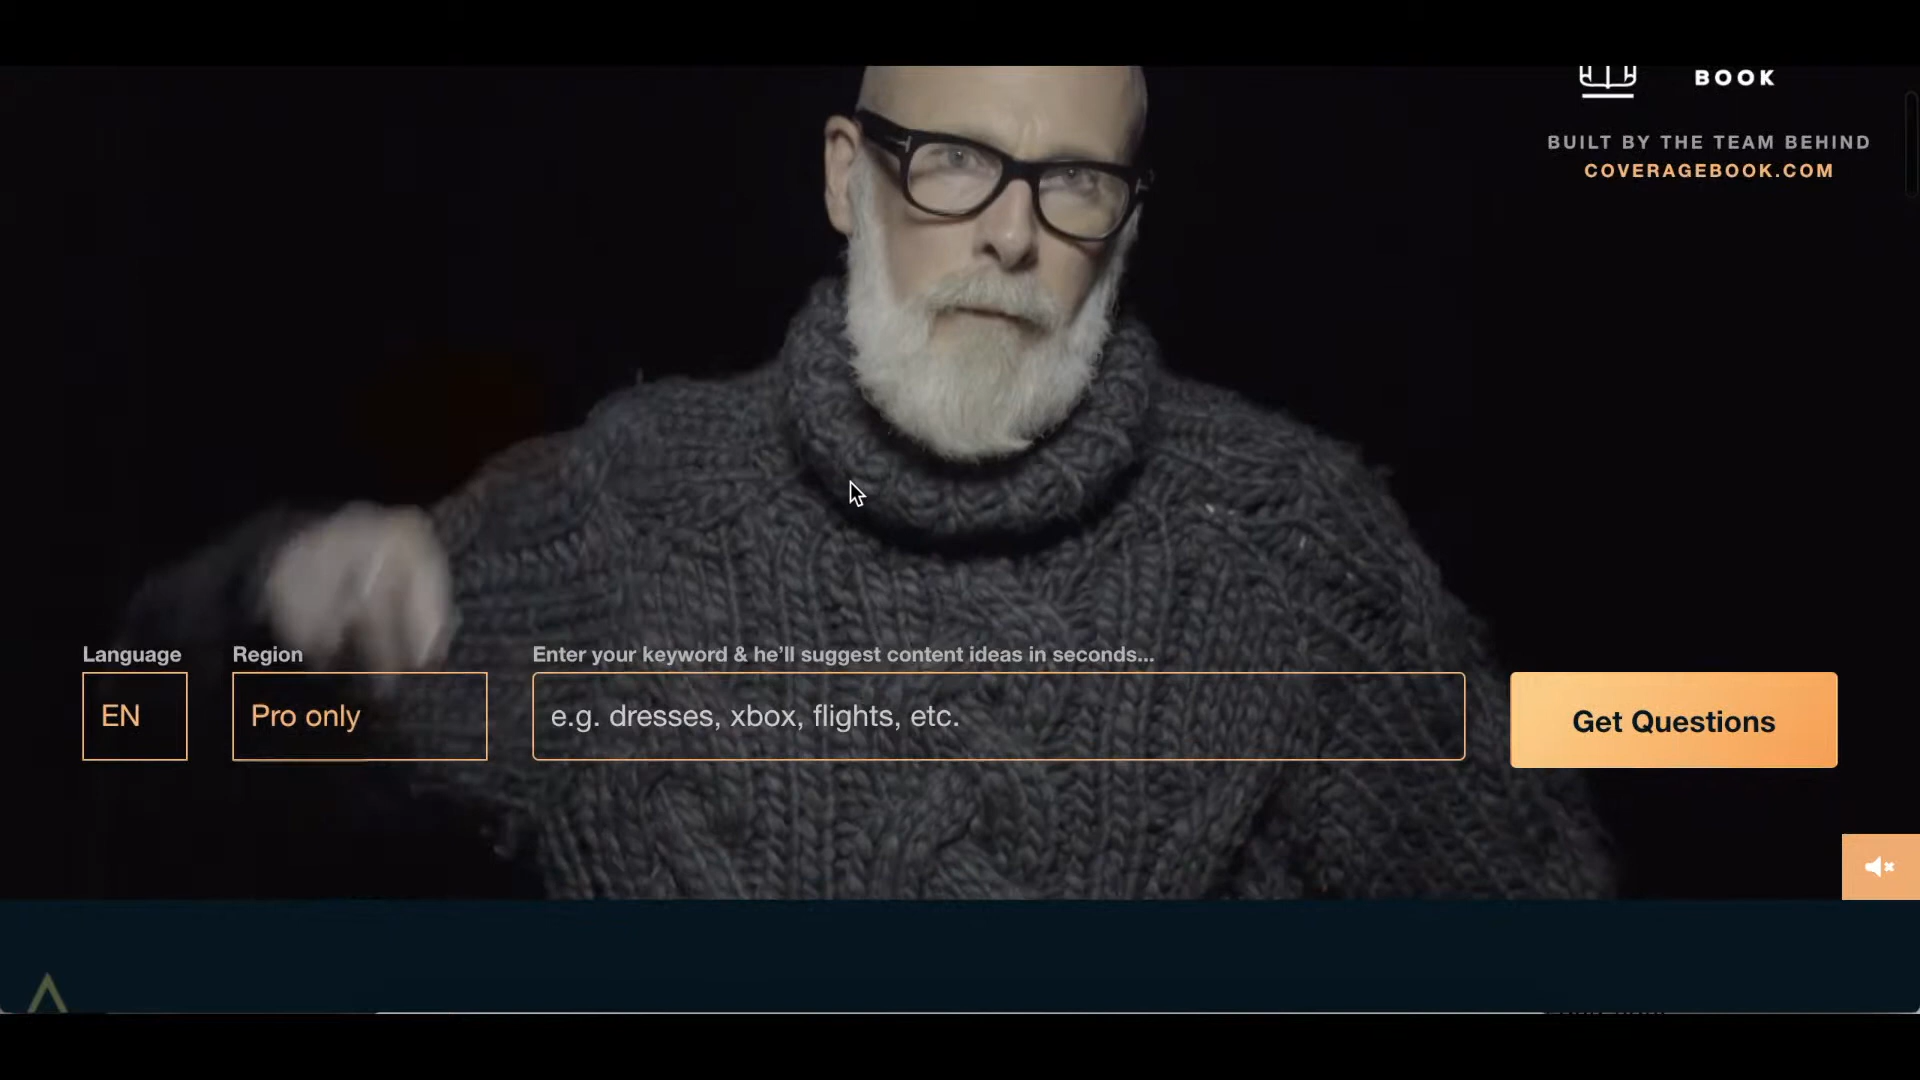 BOOK
BUILT BY THE TEAM BEHIND
COVERAGEBOOK.COM
Language
Region
Enter your keyword & he'll suggest content ideas in seconds...
EN
Pro only
e.g. dresses, xbox, flights, etc.
Get Questions